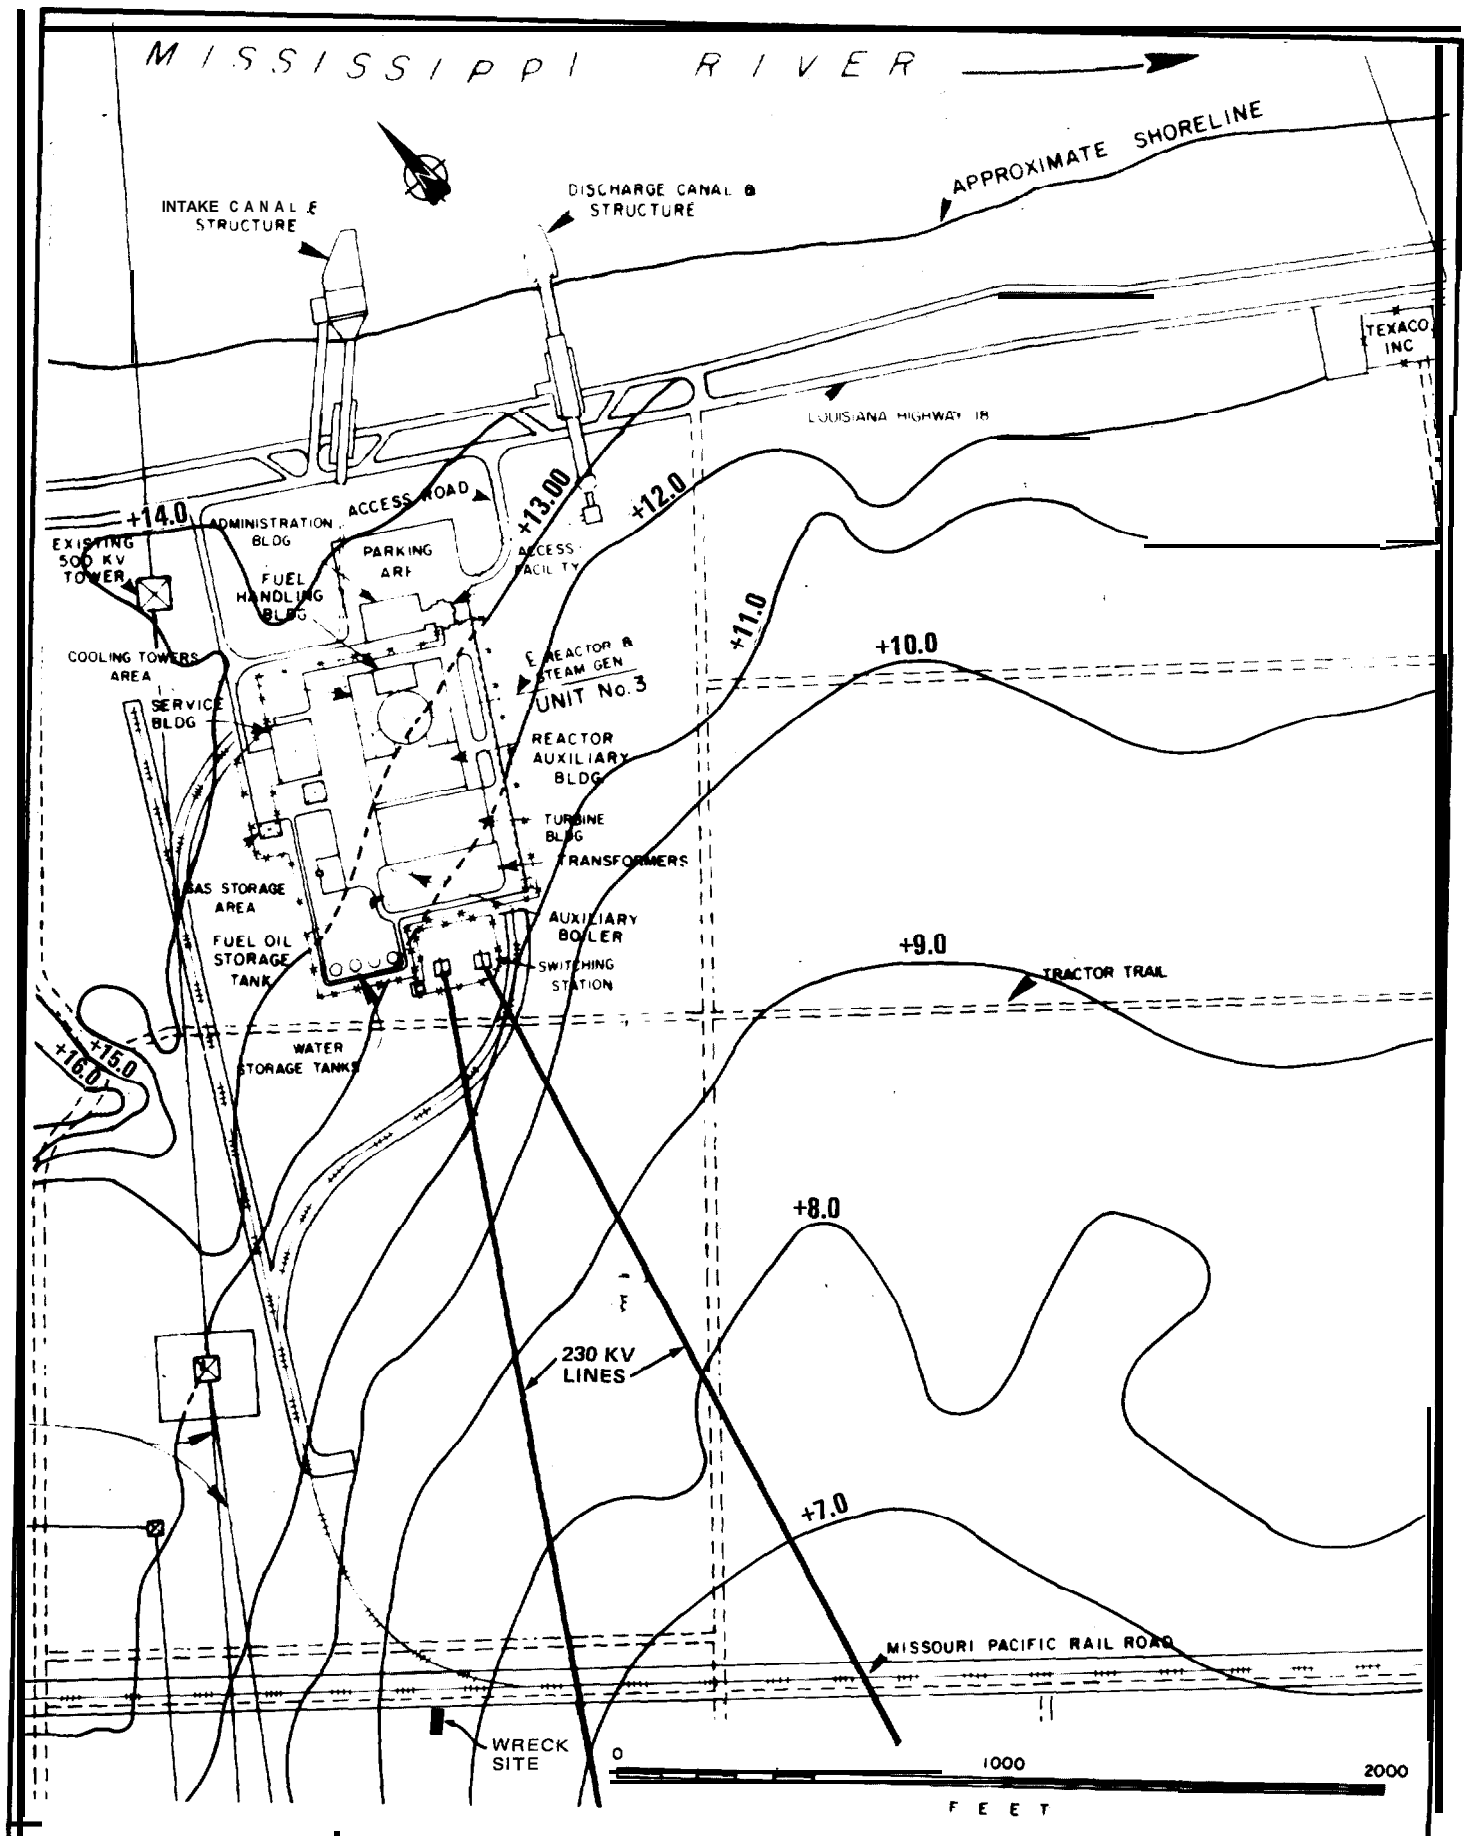 MISSISSIPPI RIVER
APPROXIMATE SHORELINE
DISCHARGE CANAL &
STRUCTURE
INTAKE CANAL &
STRUCTURE
TEXACO
INC
LOUISIANA HIGHWAY 18
ACCESS ROAD
+13.00
+12.0
+14.0
ADMINISTRATION
BLDG
EXISTING
500 KV
TOWER
PARKING
ACCESS
FACILITY
FUEL
HANDLING
BLDG
+11.0
+10.0
COOLING TOWERS
AREA
REACTOR &
STEAM GEN
UNIT No. 3
SERVICE
BLDG
REACTOR
AUXILIARY
BLDG
TURBINE
BLDG
TRANSFORMERS
GAS STORAGE
AREA
AUXILIARY
BOILER
FUEL OIL
STORAGE
TANK
SWITCHING
STATION
+9.0
TRACTOR TRAIL
WATER
STORAGE TANKS
+15.0
+16.0
+8.0
230 KV
LINES
+7.0
MISSOURI PACIFIC RAIL ROAD
WRECK
SITE
0
1000
2000
FEET